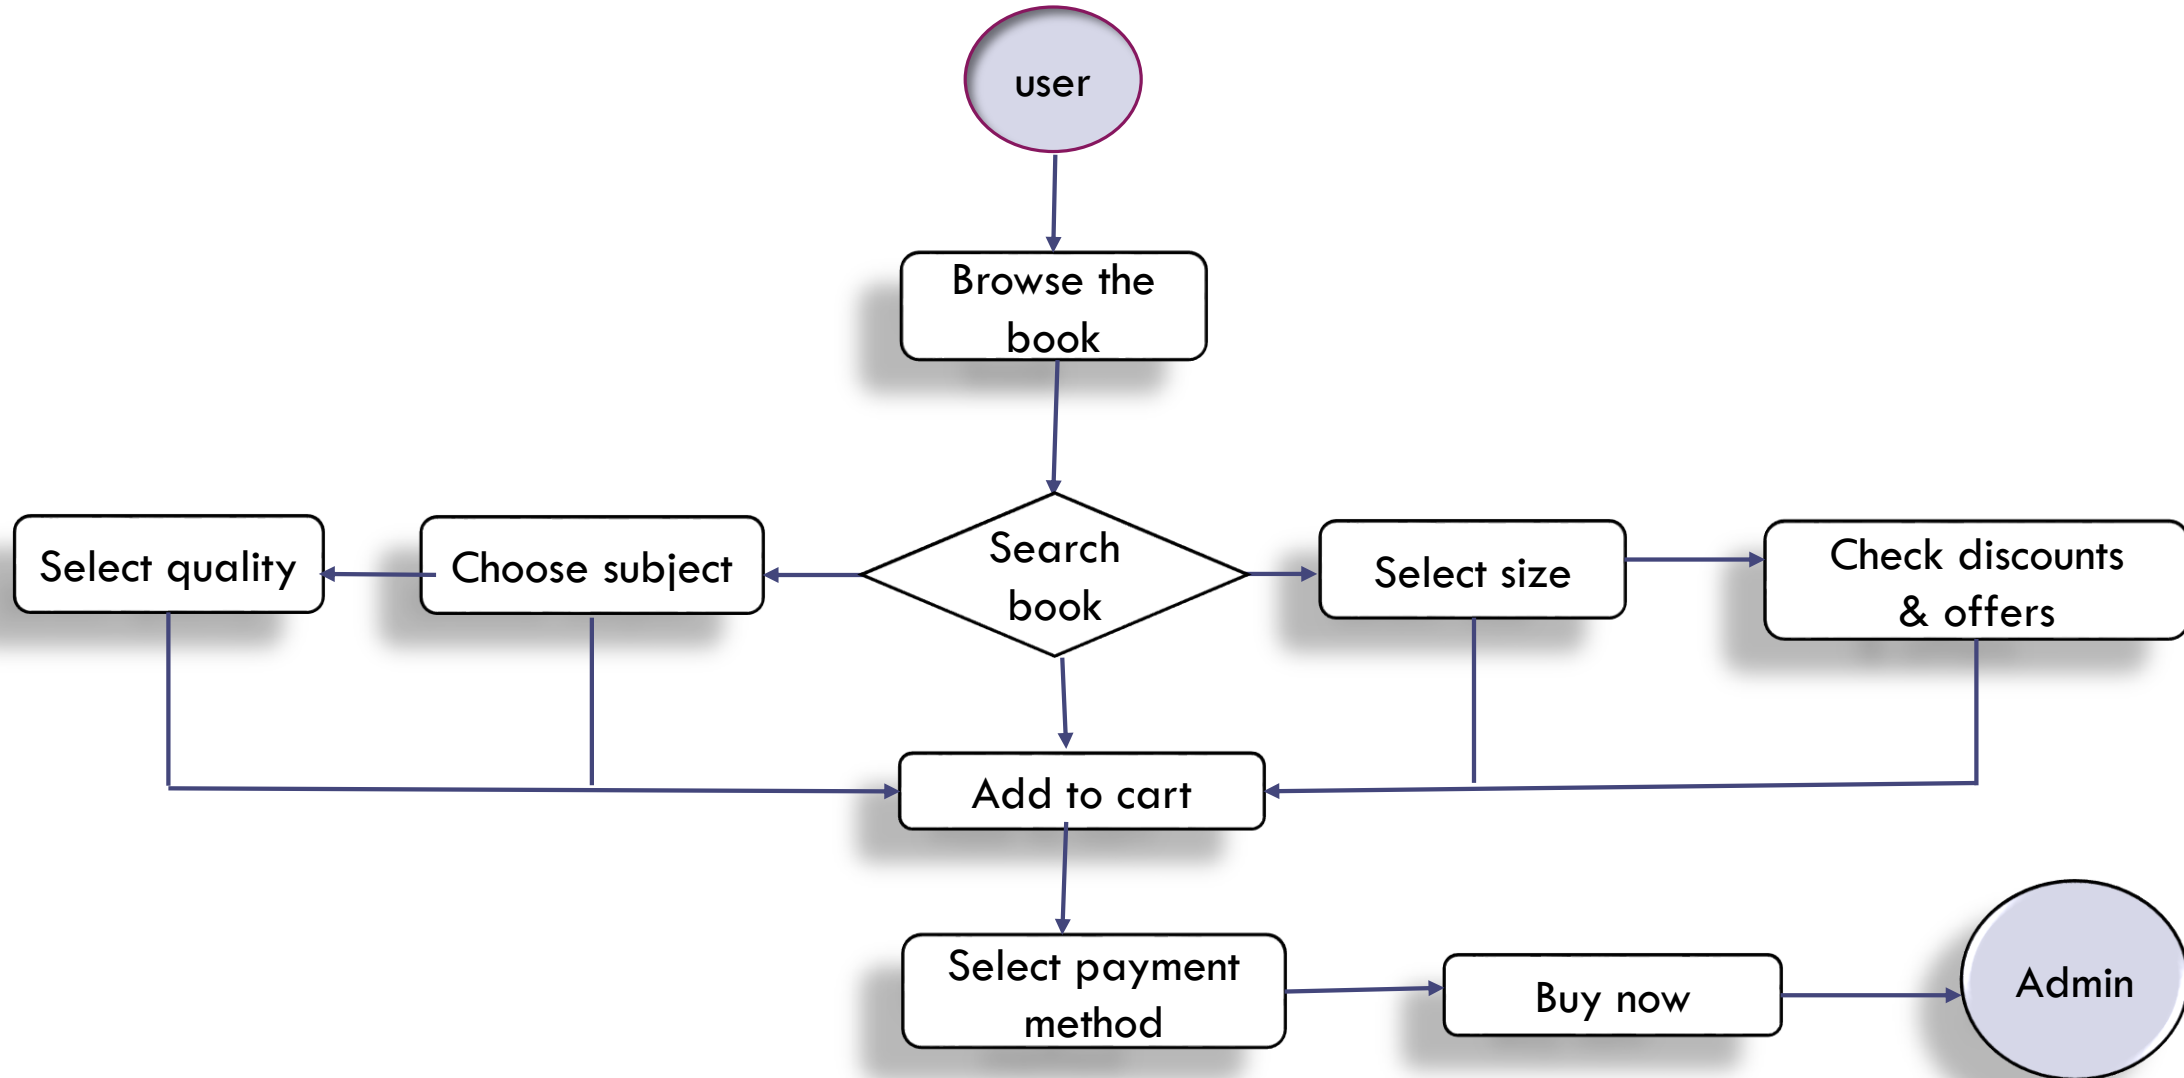 user
Browse the
book
Search
book
Select quality
Choose subject
Select size
Check discounts
& offers
Add to cart
Select payment
method
Buy now
Admin